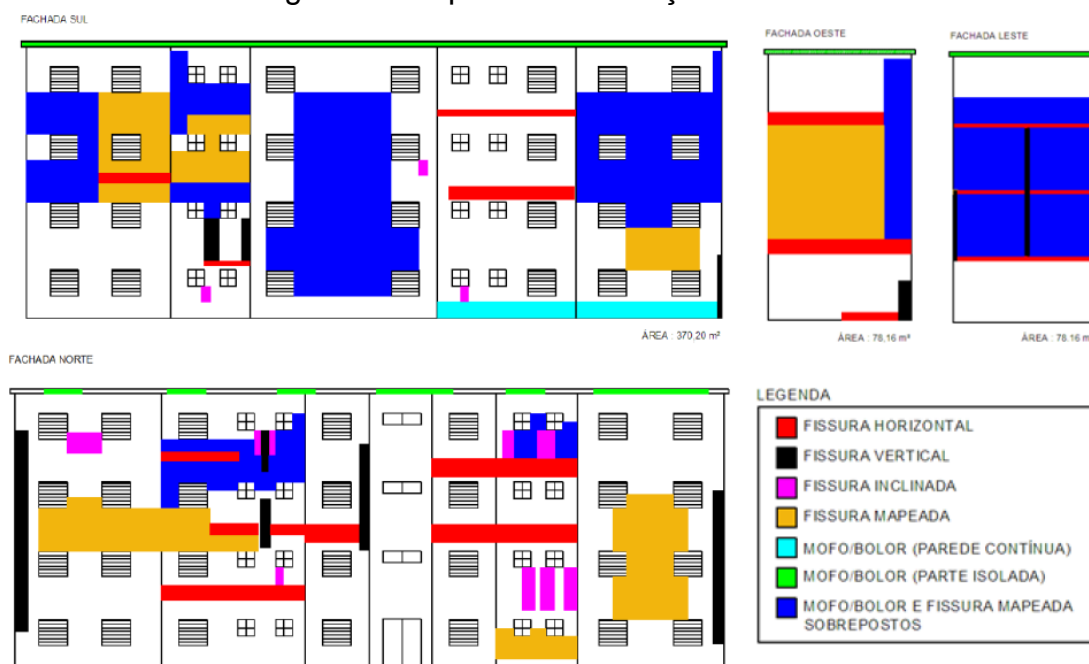 FACHADA SUL
FACHADA OESTE
FACHADA LESTE
ÁREA : 370,20 m²
ÁREA : 78,16 m²
ÁREA : 78.16 m
FACHADA NORTE
LEGENDA
FISSURA HORIZONTAL
FISSURA VERTICAL
FISSURA INCLINADA
FISSURA MAPEADA
MOFO/BOLOR (PAREDE CONTÍNUA)
MOFO/BOLOR (PARTE ISOLADA)
MOFO/BOLOR E FISSURA MAPEADA
SOBREPOSTOS